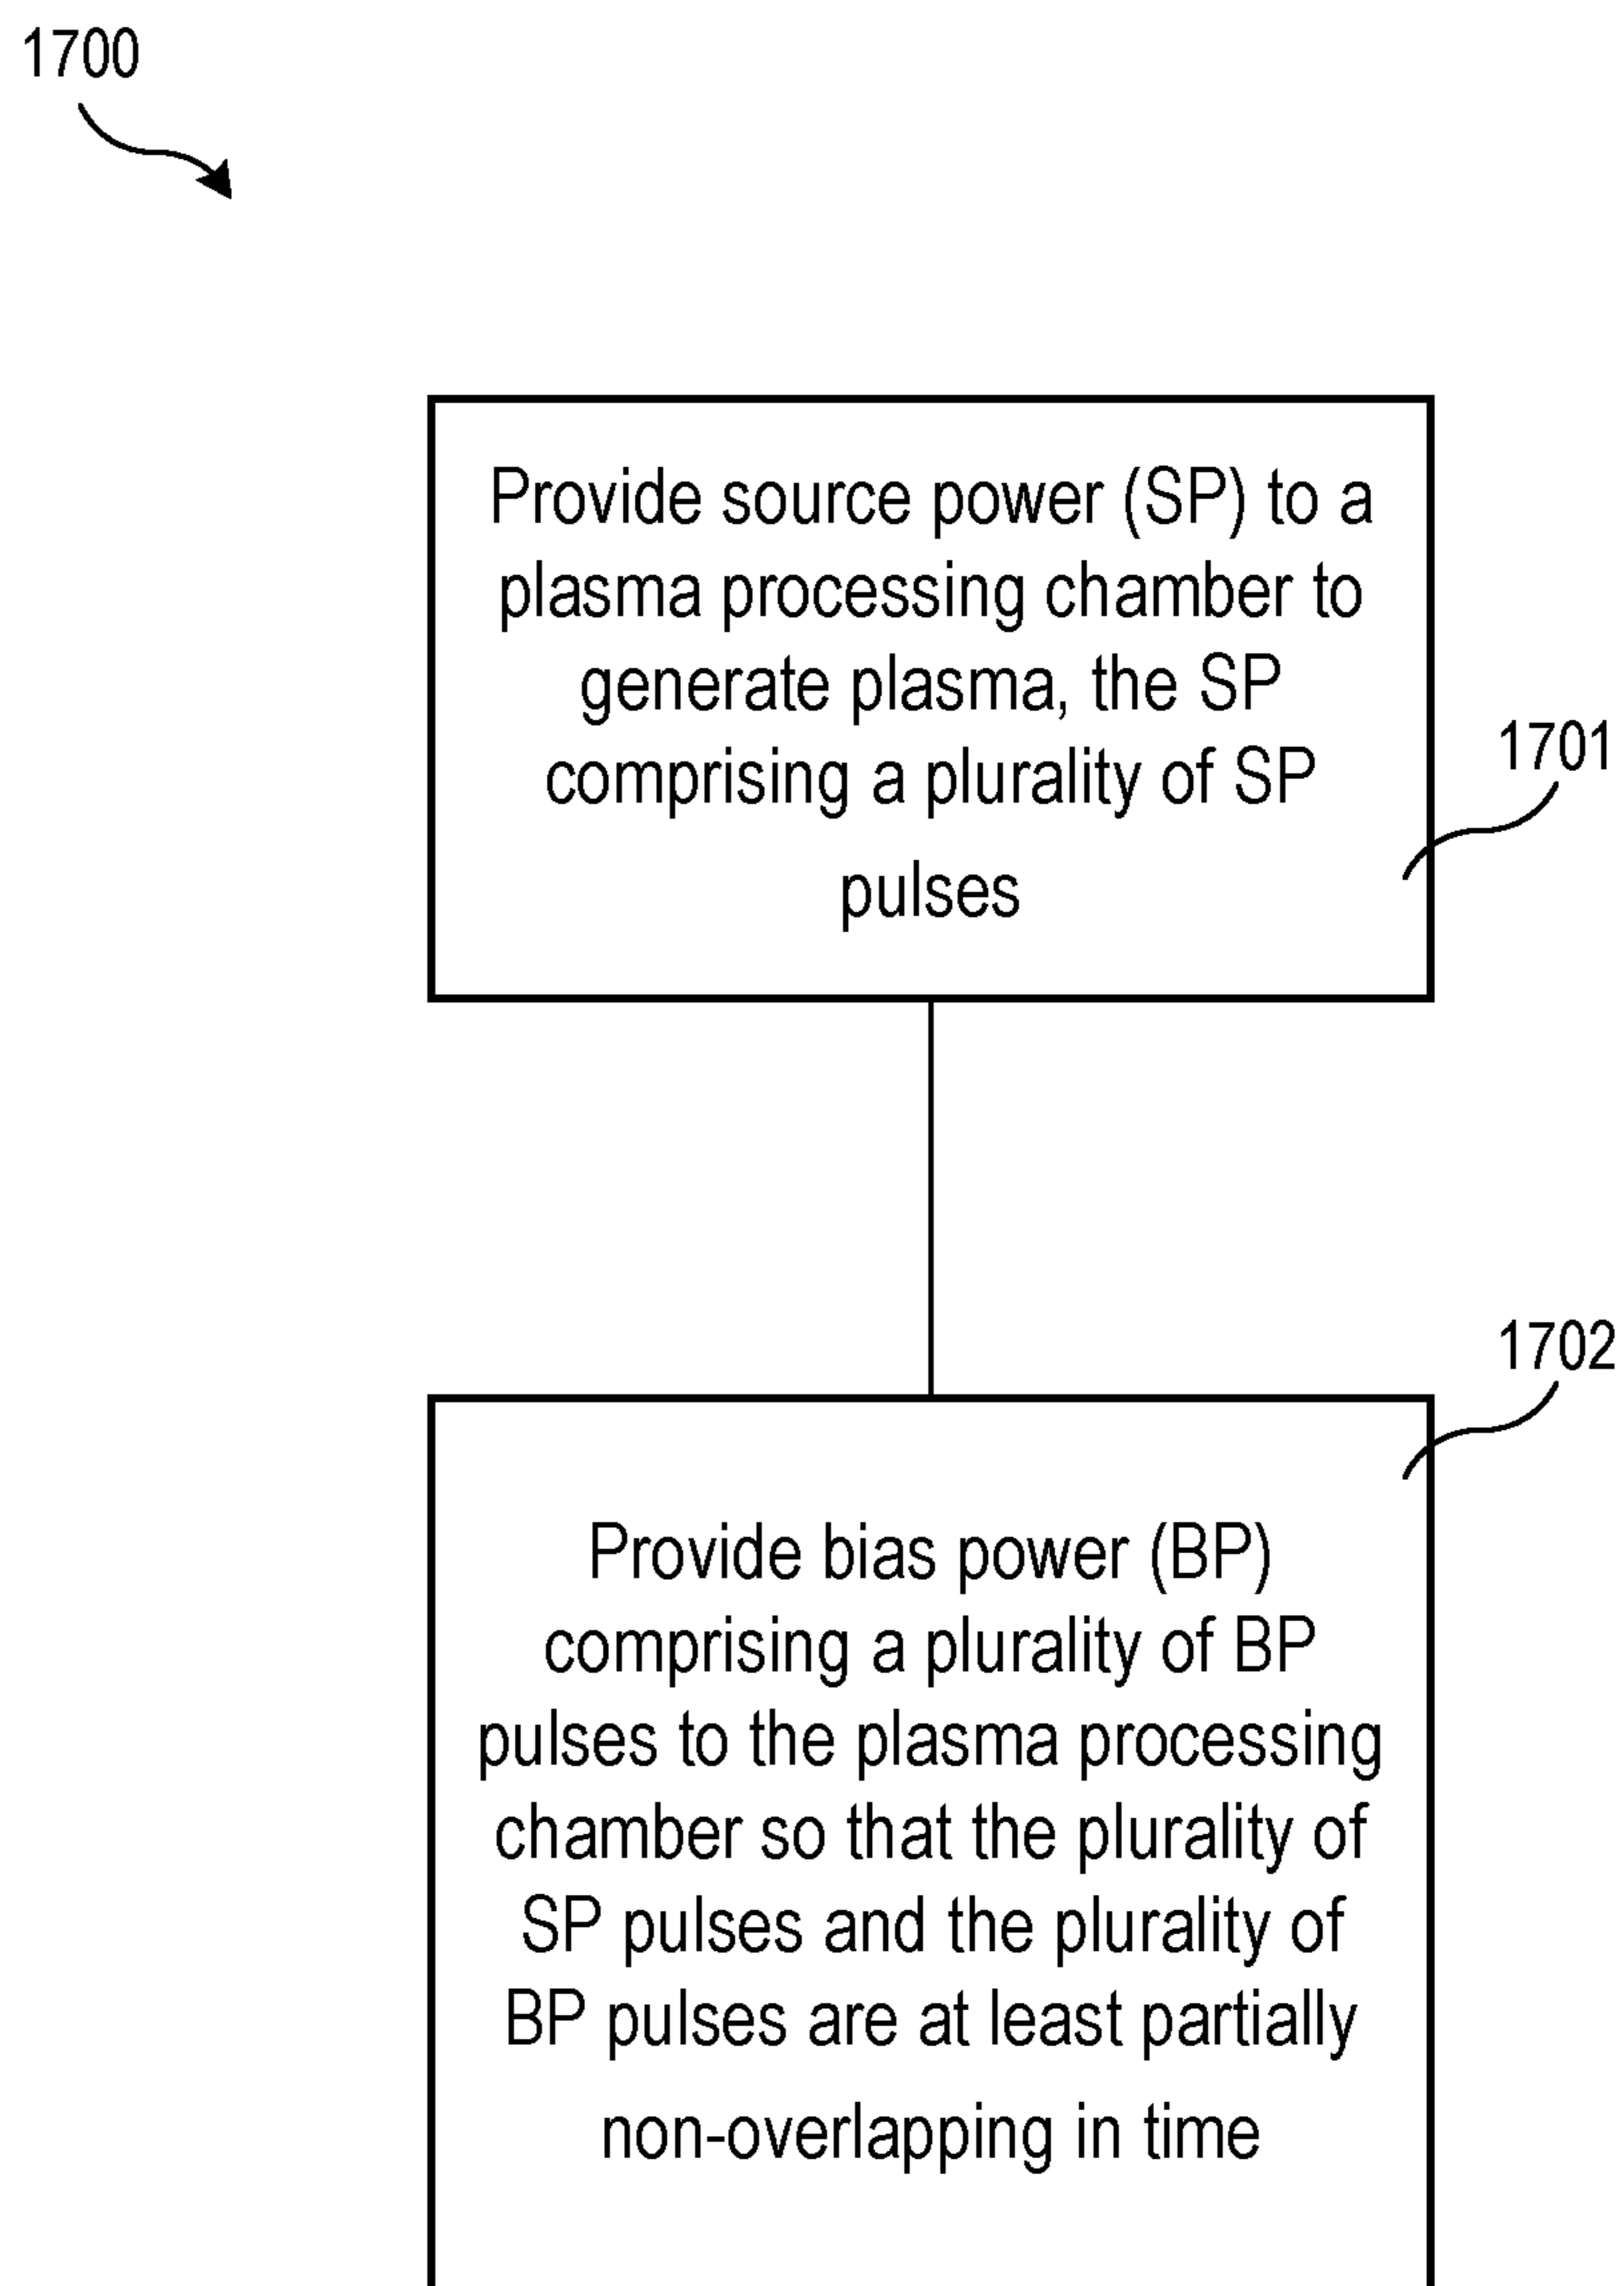 1700
Provide source power (SP) to a
plasma processing chamber to
generate plasma, the SP
comprising a plurality of SP
pulses
1701
1702
Provide bias power (BP)
comprising a plurality of BP
pulses to the plasma processing
chamber so that the plurality of
SP pulses and the plurality of
BP pulses are at least partially
non-overlapping in time